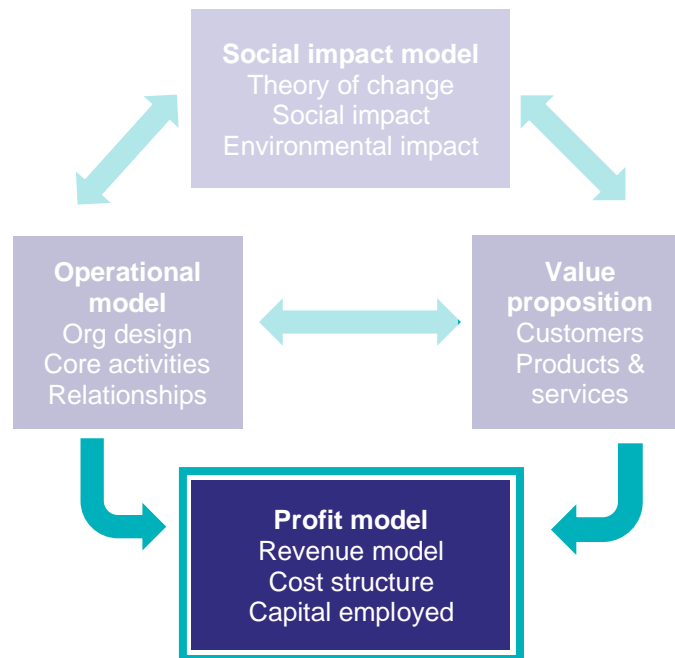 Social impact model
Theory of change
Social impact
Environmental impact
Operational
model
Org design
Core activities
Relationships
Value
proposition
Customers
Products &
services
Profit model
Revenue model
Cost structure
Capital employed